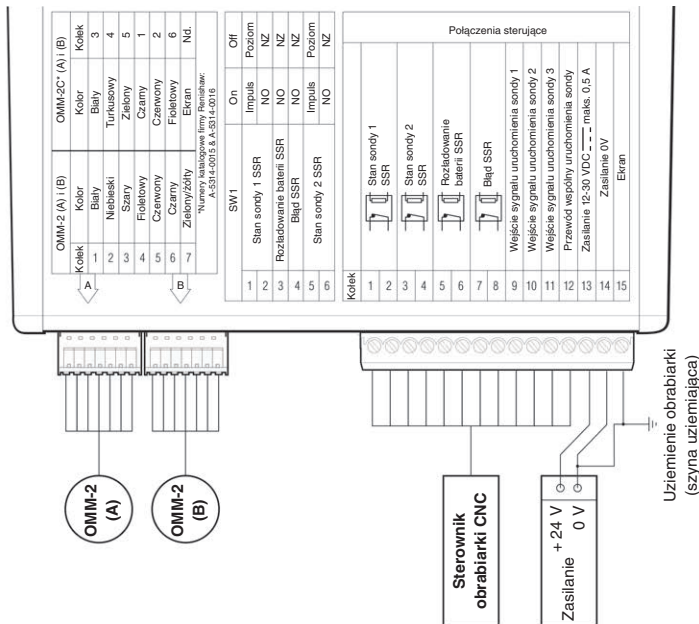 OMM-2 (A) i (B) OMM-2C* (A) i (B)
Kołek Kolor Kolor Kołek
1 Biały Biały 3
2 Niebieski Turkusowy 4
3 Szary Zielony 5
4 Fioletowy Czarny 1
5 Czerwony Czerwony 2
6 Czarny Fioletowy 6
7 Zielony/żółty Ekran Nd.
*Numery katalogowe firmy Renishaw:
A-5314-0015 & A-5314-0016
A
B
SW1 On Off
1 Stan sondy 1 SSR Impuls Poziom
2 NO NZ
3 Rozładowanie baterii SSR NO NZ
4 Błąd SSR NO NZ
5 Stan sondy 2 SSR Impuls Poziom
6 NO NZ
Połączenia sterujące
Kołek
1 Stan sondy 1
2 SSR
3 Stan sondy 2
4 SSR
5 Rozładowanie
6 baterii SSR
7 Błąd SSR
8
9 Wejście sygnału uruchomienia sondy 1
10 Wejście sygnału uruchomienia sondy 2
11 Wejście sygnału uruchomienia sondy 3
12 Przewód wspólny uruchomienia sondy
13 Zasilanie 12-30 VDC maks. 0,5 A
14 Zasilanie 0V
15 Ekran
OMM-2
(A)
OMM-2
(B)
Sterownik
obrabiarki CNC
Zasilanie
+ 24 V
0 V
Uziemienie obrabiarki
(szyna uziemiająca)